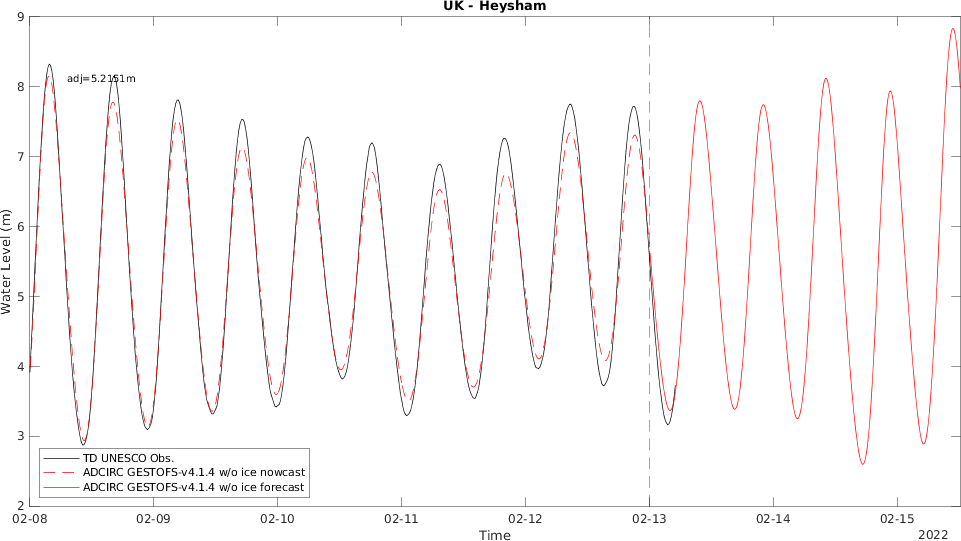 UK - Heysham
9
8
7
6
5
4
3
2
Water Level (m)
adj=5.2151m
TD UNESCO Obs.
ADCIRC GESTOFS-v4.1.4 w/o ice nowcast
ADCIRC GESTOFS-v4.1.4 w/o ice forecast
02-08 02-09 02-10 02-11 02-12 02-13 02-14 02-15
Time
2022